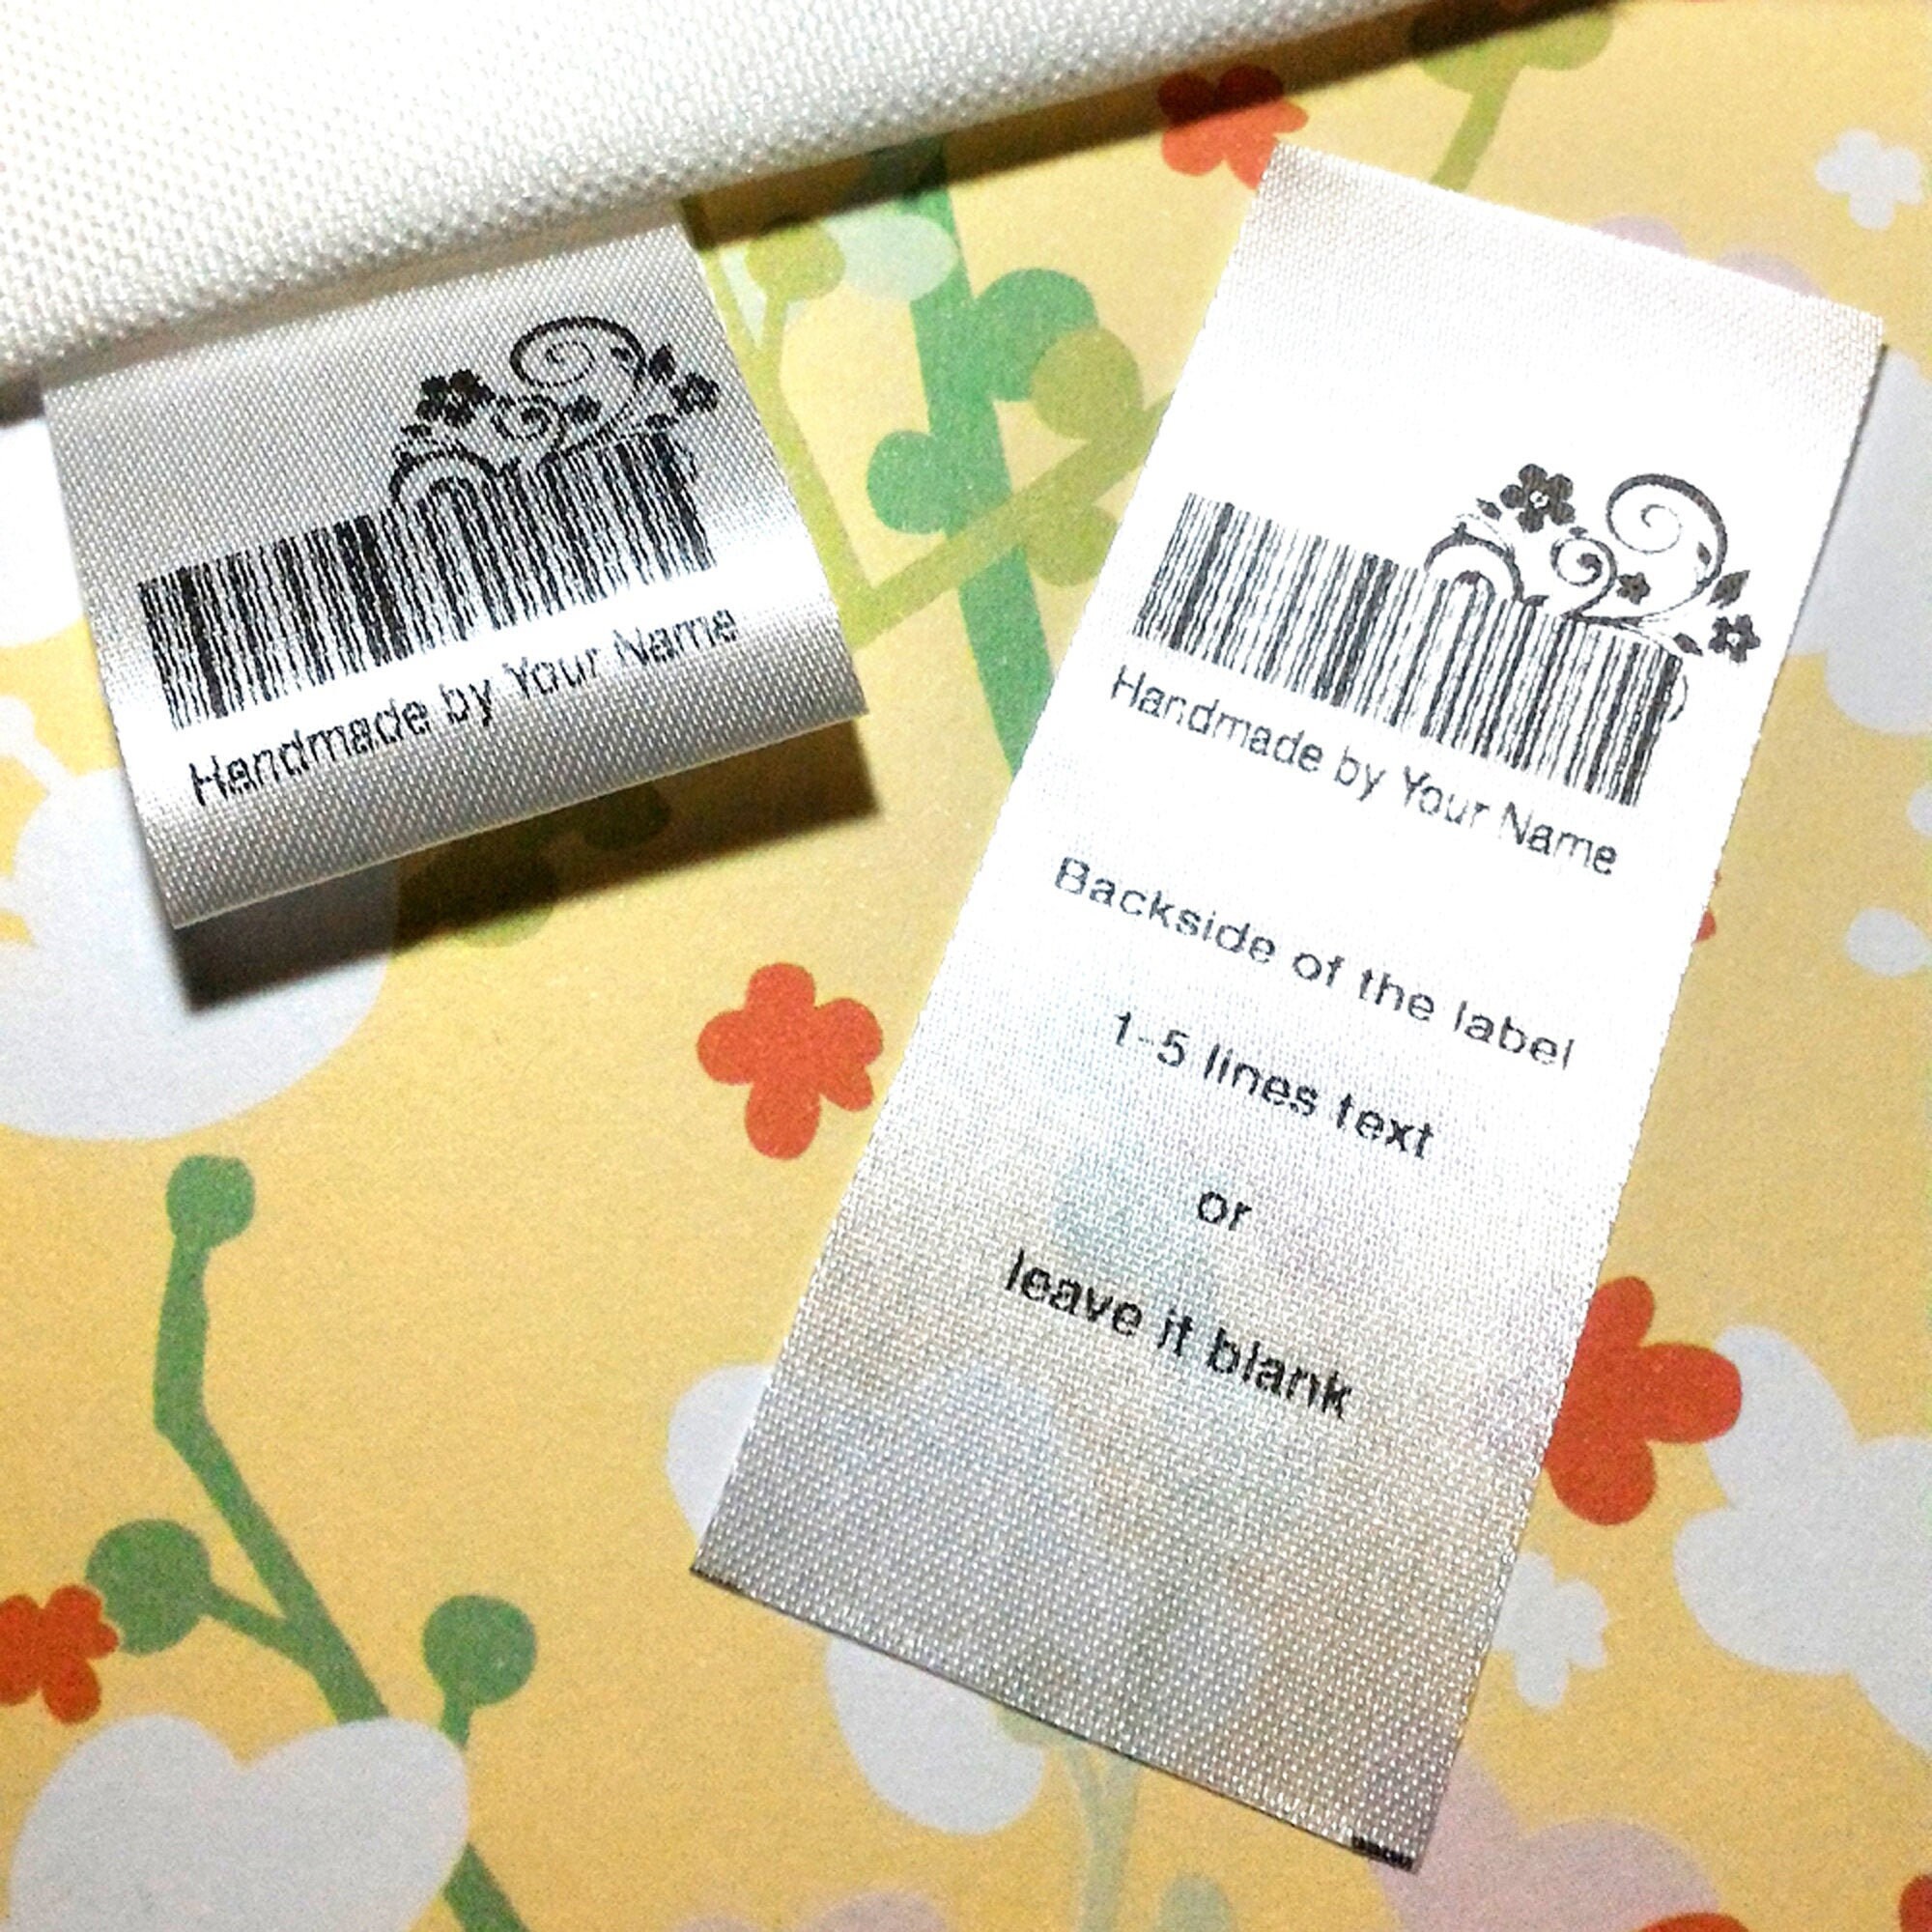 Handmade by Your Name
Handmade by Your Name
Backside of the label
1-5 lines text
or
leave it blank